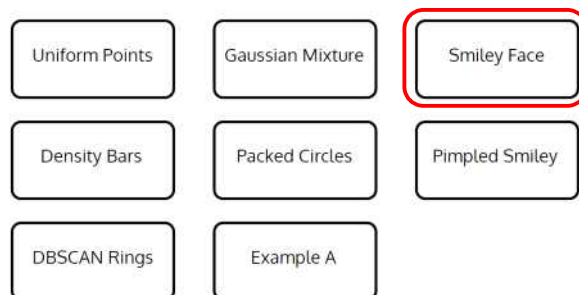 Uniform Points
Gaussian Mixture
Smiley Face
Density Bars
Packed Circles
Pimpled Smiley
DBSCAN Rings
Example A